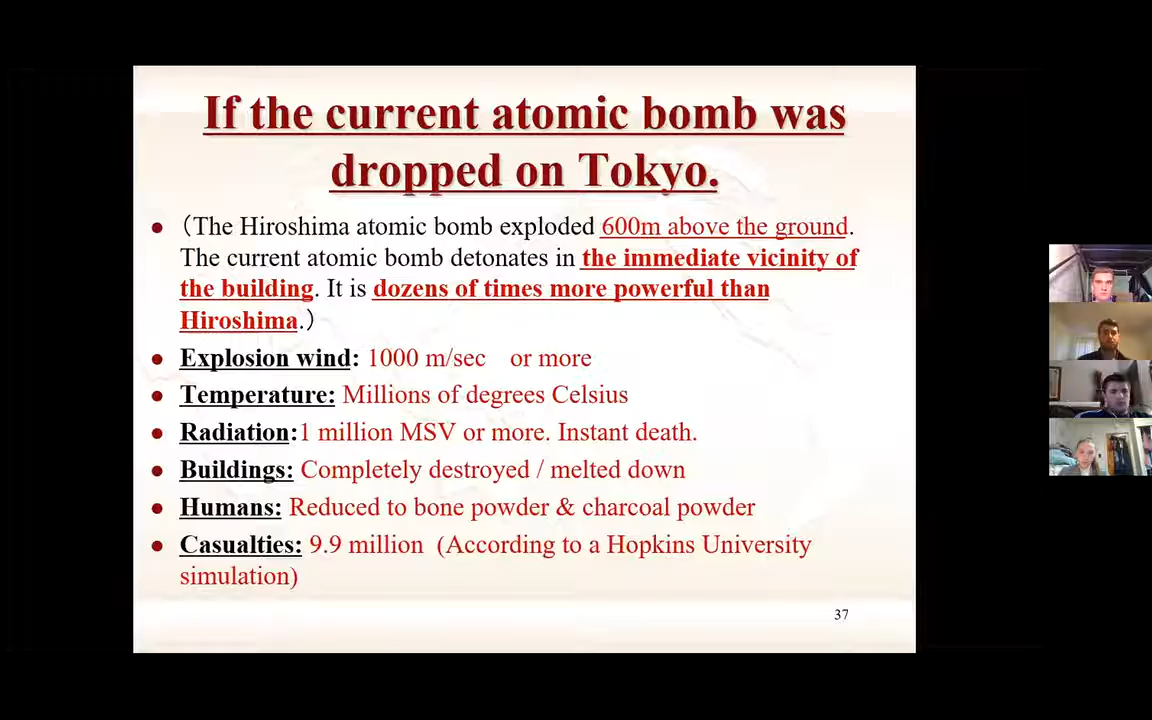 If the current atomic bomb was
dropped on Tokyo.
（The Hiroshima atomic bomb exploded 600m above the ground.
The current atomic bomb detonates in the immediate vicinity of
the building. It is dozens of times more powerful than
Hiroshima.）
Explosion wind: 1000 m/sec or more
Temperature: Millions of degrees Celsius
Radiation:1 million MSV or more. Instant death.
Buildings: Completely destroyed / melted down
Humans: Reduced to bone powder & charcoal powder
Casualties: 9.9 million (According to a Hopkins University
simulation)
37